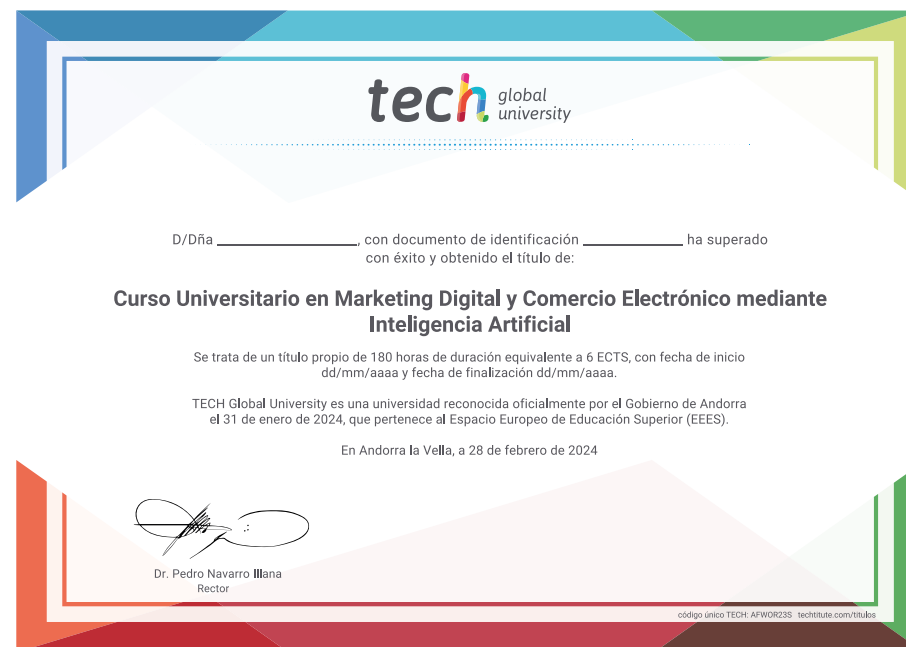 tech global university
D/Dña ____________________, con documento de identificación ______________ ha superado
con éxito y obtenido el título de:
Curso Universitario en Marketing Digital y Comercio Electrónico mediante
Inteligencia Artificial
Se trata de un título propio de 180 horas de duración equivalente a 6 ECTS, con fecha de inicio
dd/mm/aaaa y fecha de finalización dd/mm/aaaa.
TECH Global University es una universidad reconocida oficialmente por el Gobierno de Andorra
el 31 de enero de 2024, que pertenece al Espacio Europeo de Educación Superior (EEES).
En Andorra la Vella, a 28 de febrero de 2024
Dr. Pedro Navarro Illana
Rector
código único TECH: AFWOR23S techtitute.com/titulos